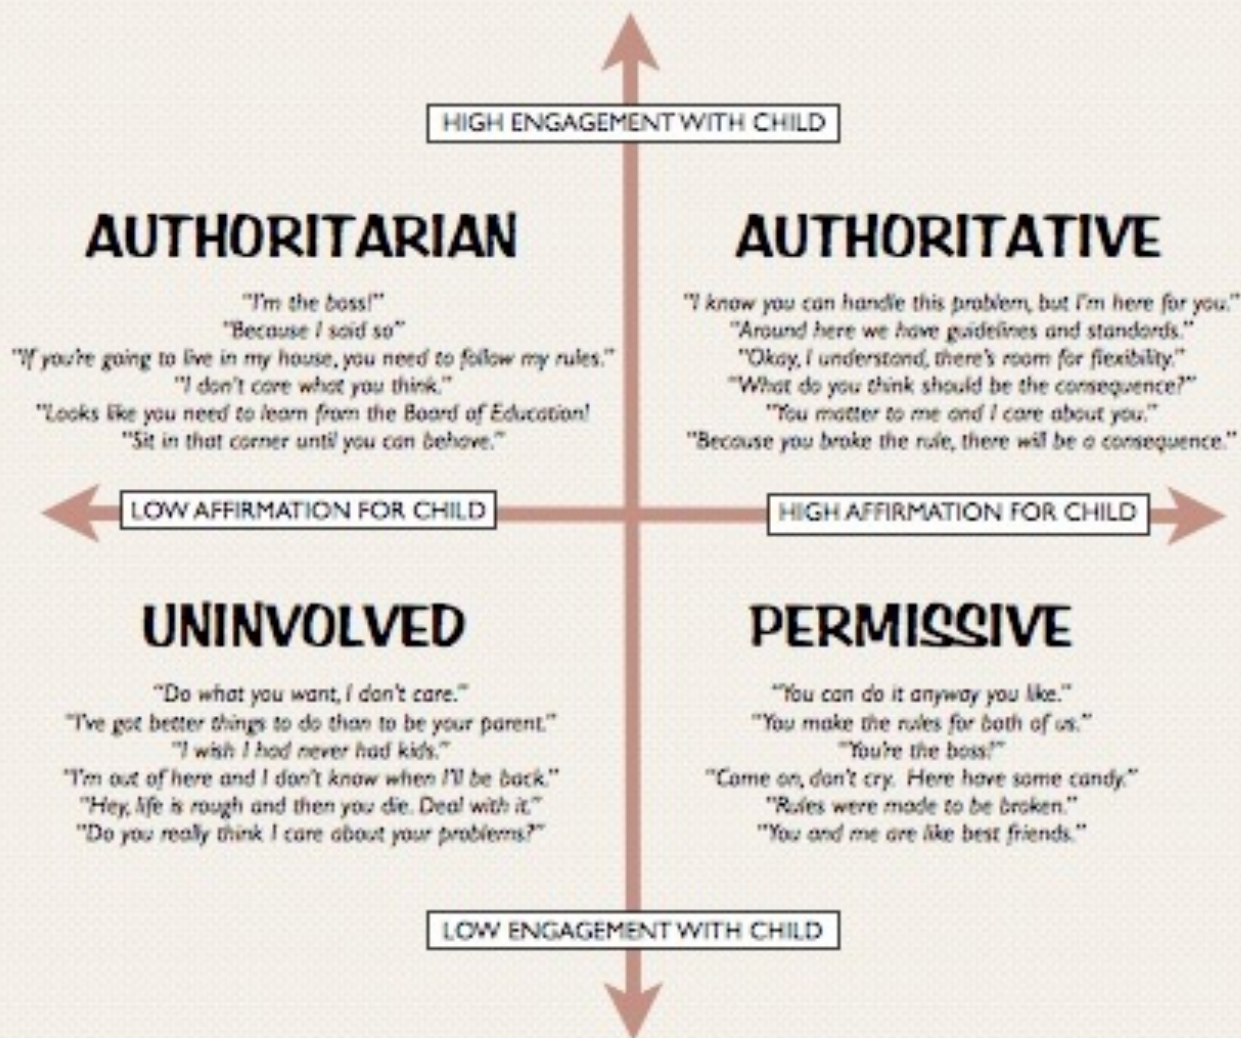 HIGH ENGAGEMENT WITH CHILD
AUTHORITARIAN
"I'm the boss!"
"Because I said so"
"If you're going to live in my house, you need to follow my rules."
"I don't care what you think."
"Looks like you need to learn from the Board of Education!
"Sit in that corner until you can behave."
AUTHORITATIVE
"I know you can handle this problem, but I'm here for you."
"Around here we have guidelines and standards."
"Okay, I understand, there's room for flexibility."
"What do you think should be the consequence?"
"You matter to me and I care about you."
"Because you broke the rule, there will be a consequence."
LOW AFFIRMATION FOR CHILD
HIGH AFFIRMATION FOR CHILD
UNINVOLVED
"Do what you want, I don't care."
"I've got better things to do than to be your parent."
"I wish I had never had kids."
"I'm out of here and I don't know when I'll be back."
"Hey, life is rough and then you die. Deal with it."
"Do you really think I care about your problems?"
PERMISSIVE
"You can do it anyway you like."
"You make the rules for both of us."
"You're the boss!"
"Come on, don't cry.  Here have some candy."
"Rules were made to be broken."
"You and me are like best friends."
LOW ENGAGEMENT WITH CHILD